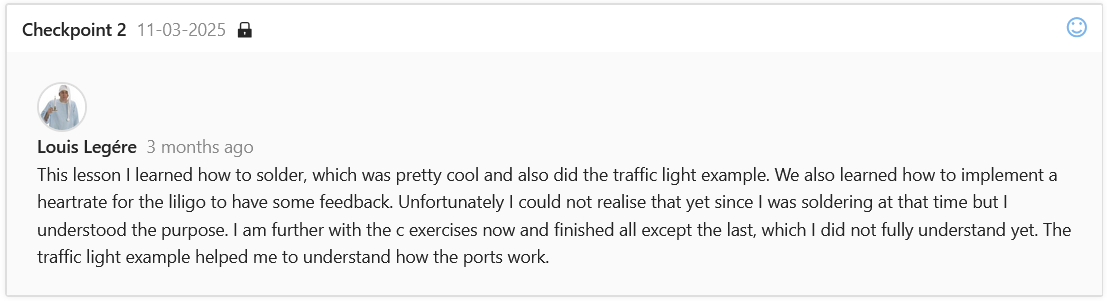 Checkpoint 2 11-03-2025
Louis Legére 3 months ago
This lesson I learned how to solder, which was pretty cool and also did the traffic light example. We also learned how to implement a
heartrate for the liligo to have some feedback. Unfortunately I could not realise that yet since I was soldering at that time but I
understood the purpose. I am further with the c exercises now and finished all except the last, which I did not fully understand yet. The
traffic light example helped me to understand how the ports work.